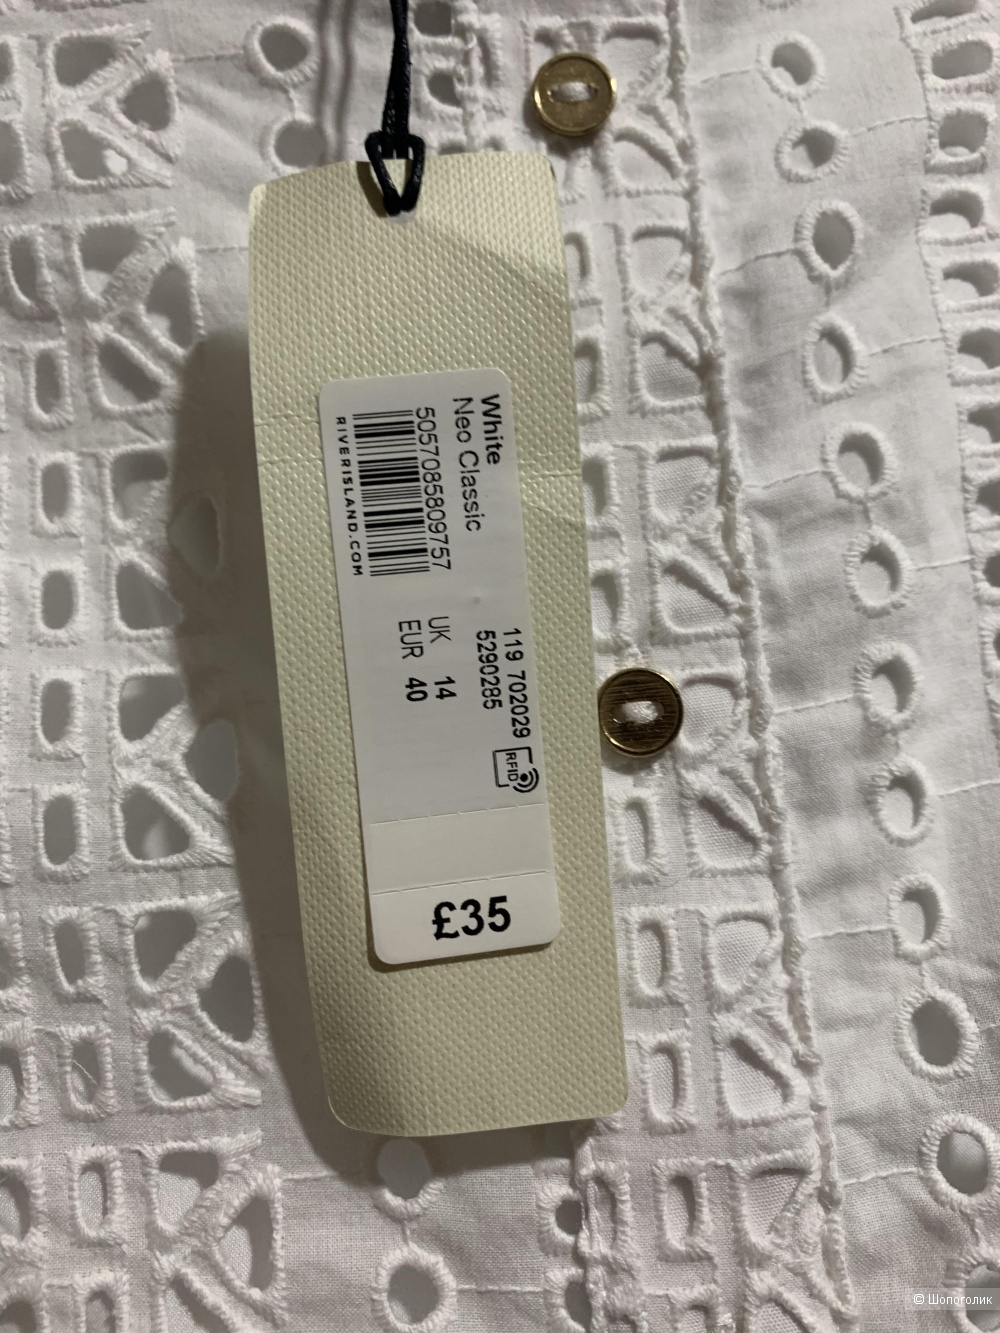 White
Neo Classic
5057085809757
RIVERISLAND.COM
119 702029
5290285
UK 14
EUR 40
RFID
£35
© Шопоголик